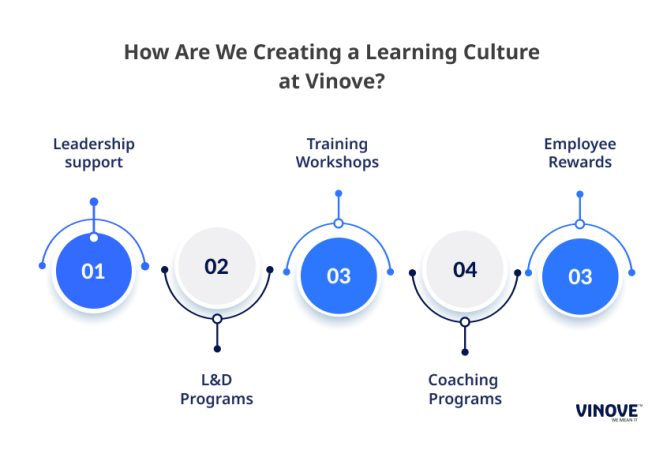 How Are We Creating a Learning Culture
at Vinove?
Leadership
support
Training
Workshops
Employee
Rewards
01
02
03
04
03
L&D
Programs
Coaching
Programs
VINOVE™
WE MEAN IT